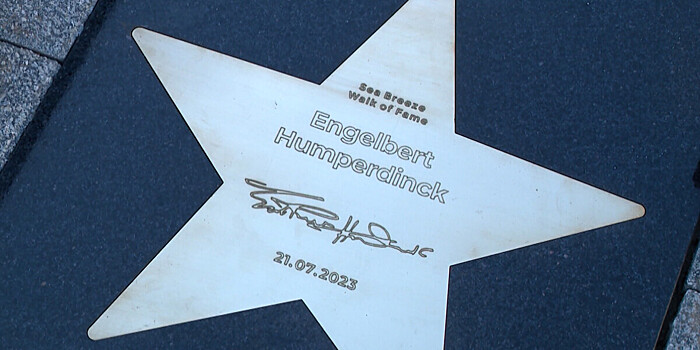 Sea Breeze
Walk of Fame
Engelbert
Humperdinck
21.07.2023